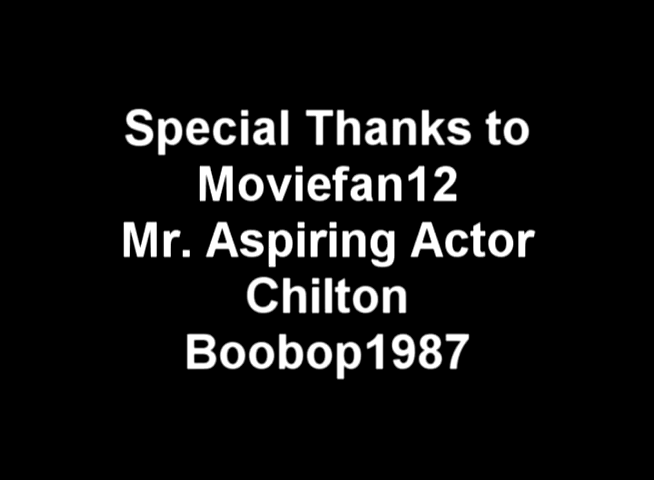 Special Thanks to
Moviefan12
Mr. Aspiring Actor
Chilton
Boobop1987